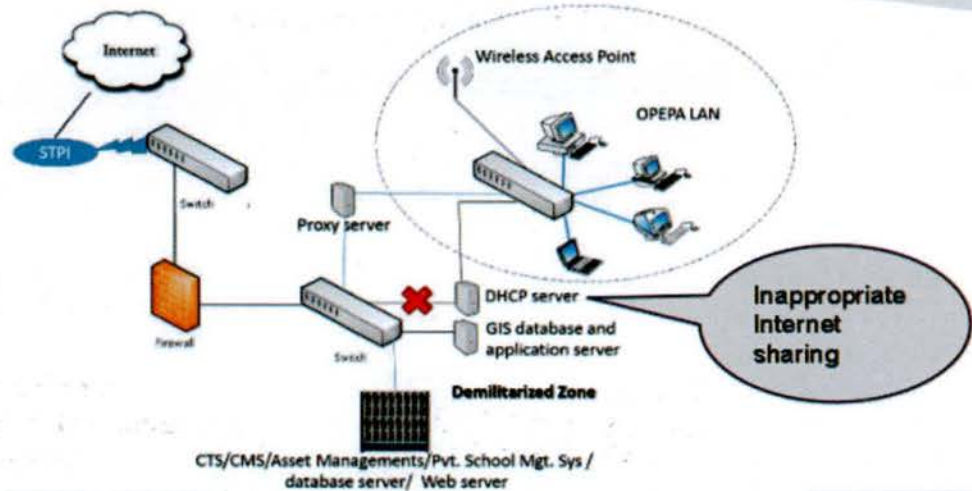 Internet
Wireless Access Point
OPEPA LAN
STPI
Switch
Proxy server
DHCP server
Inappropriate
Internet
sharing
GIS database and
application server
Firewall
Switch
Demilitarized Zone
CTS/CMS/Asset Managements/Pvt. School Mgt. Sys /
database server/ Web server